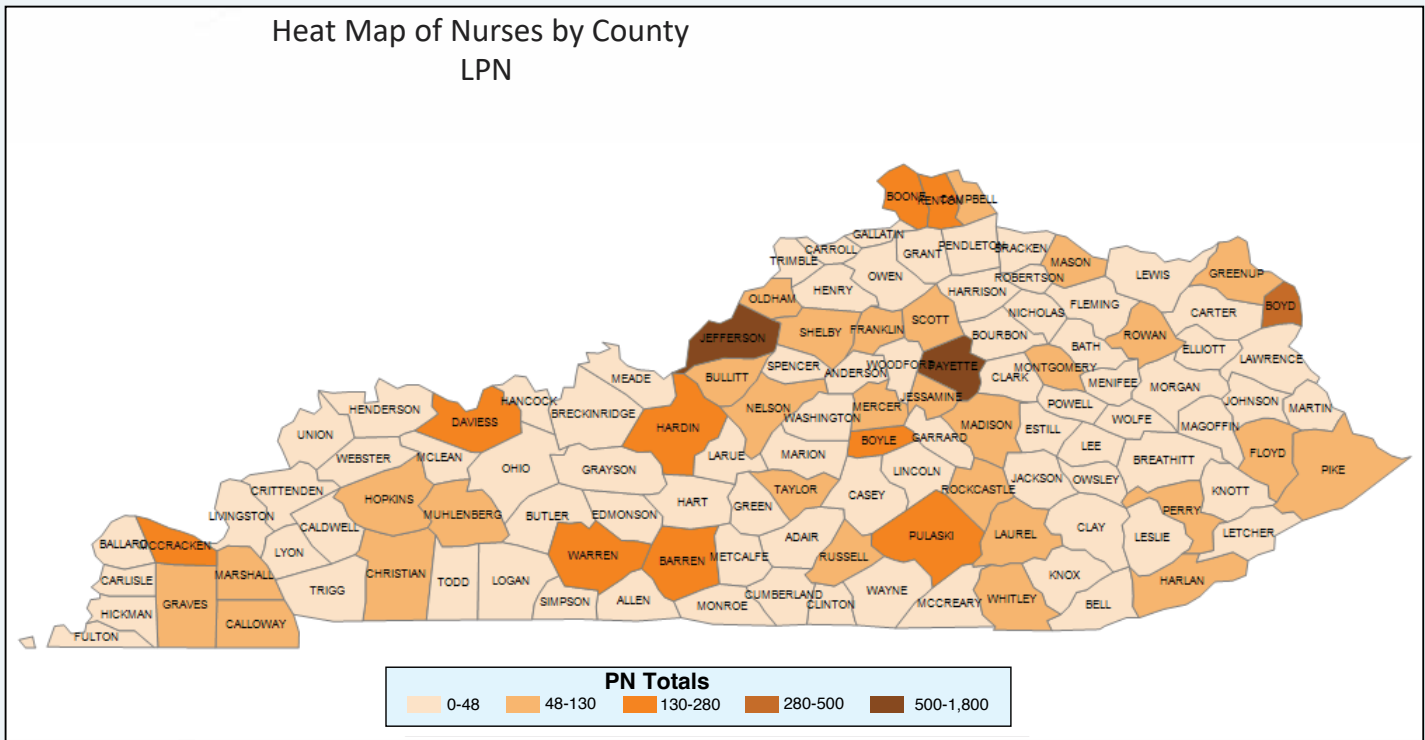 Heat Map of Nurses by County
LPN
BOONE
KENTON
CAMPBELL
GALLATIN
CARROLL
TRIMBLE
GRANT
PENDLETON
BRACKEN
MASON
LEWIS
GREENUP
OWEN
ROBERTSON
HENRY
HARRISON
FLEMING
OLDHAM
NICHOLAS
CARTER
BOYD
JEFFERSON
SHELBY
FRANKLIN
SCOTT
BOURBON
ROWAN
BATH
ELLIOTT
LAWRENCE
SPENCER
ANDERSON
WOODFORD
FAYETTE
CLARK
MONTGOMERY
MENIFEE
MORGAN
MEADE
BULLITT
JESSAMINE
MERCER
POWELL
JOHNSON
MARTIN
HANCOCK
BRECKINRIDGE
HENDERSON
NELSON
WASHINGTON
DAVIESS
HARDIN
BOYLE
GARRARD
MADISON
ESTILL
WOLFE
MAGOFFIN
UNION
LEE
WEBSTER
MCLEAN
OHIO
GRAYSON
LARUE
MARION
LINCOLN
JACKSON
OWSLEY
BREATHITT
FLOYD
PIKE
CRITTENDEN
HOPKINS
HART
TAYLOR
CASEY
ROCKCASTLE
KNOTT
LIVINGSTON
MUHLENBERG
BUTLER
EDMONSON
GREEN
PERRY
CALDWELL
CLAY
LESLIE
LETCHER
BALLARD
MCCRACKEN
LYON
WARREN
BARREN
METCALFE
ADAIR
RUSSELL
PULASKI
LAUREL
CARLISLE
MARSHALL
CHRISTIAN
TODD
LOGAN
KNOX
HARLAN
TRIGG
HICKMAN
GRAVES
CALLOWAY
SIMPSON
ALLEN
MONROE
CUMBERLAND
CLINTON
WAYNE
MCCREARY
WHITLEY
BELL
FULTON
PN Totals
0-48 48-130 130-280 280-500 500-1,800